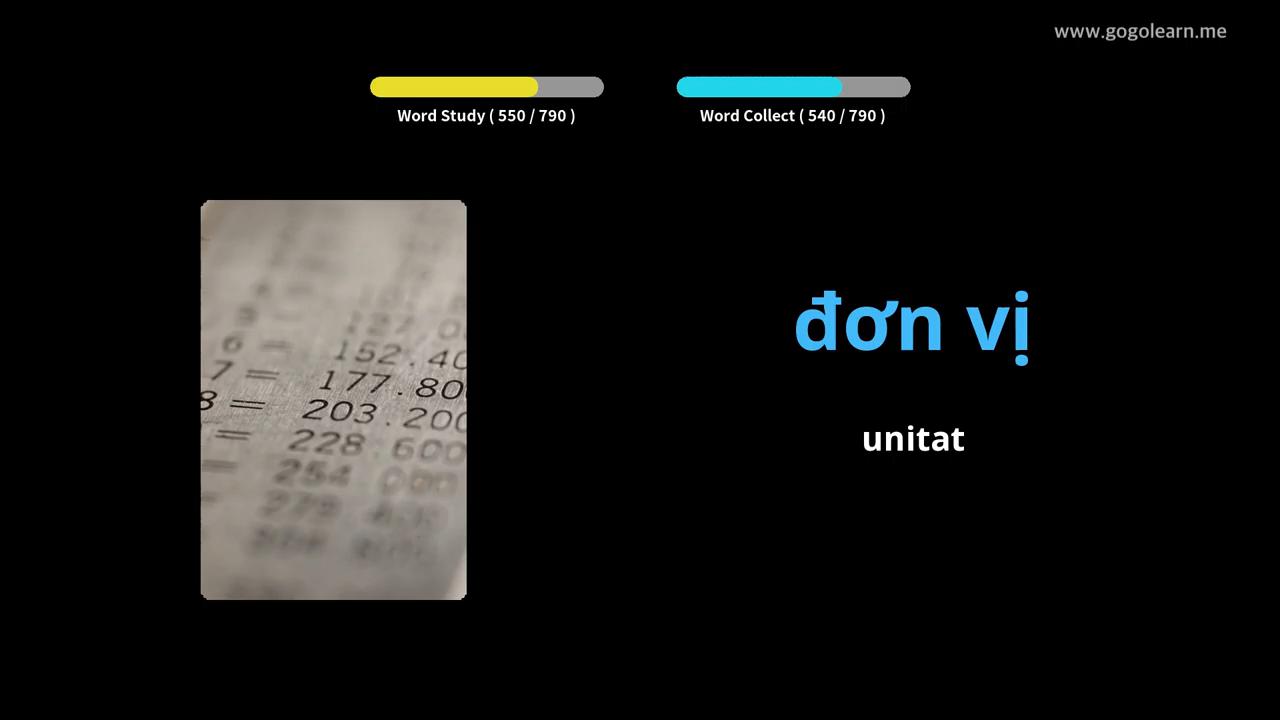 www.gogolearn.me
Word Study ( 550 / 790 )
Word Collect ( 540 / 790 )
6 = 152.40
7 = 177.80
8 = 203.200
= 228.600
254
đơn vị
unitat